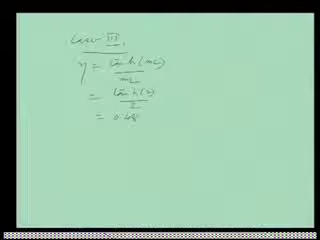 Case III.
η = tanh(mL)
mL
= tanh(2)
2
= 0.48